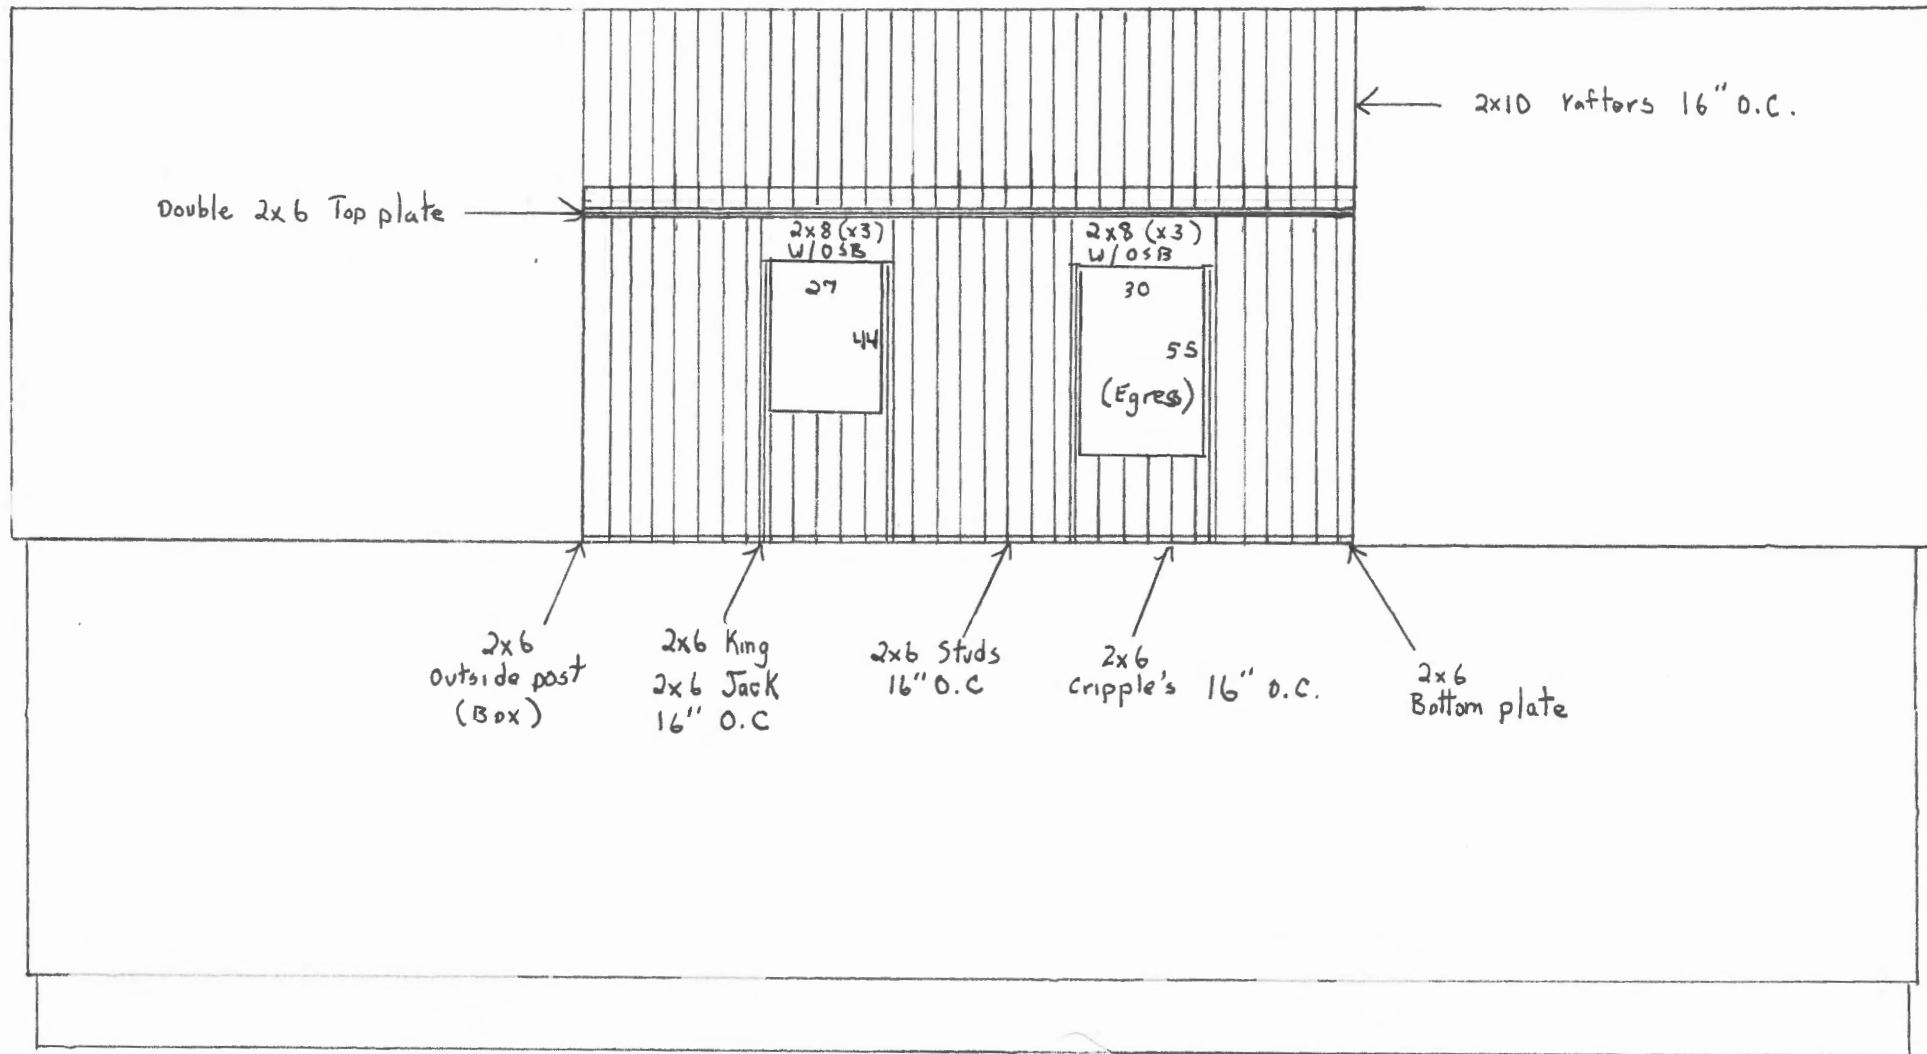 2x10 rafters 16" O.C.
Double 2x6 Top plate
2x8 (x3)
W/OSB
27
44
2x8 (x3)
W/OSB
30
55
(Egress)
2x6
Outside post
(Box)
2x6 King
2x6 Jack
16" O.C
2x6 Studs
16" O.C
2x6
Cripple's 16" O.C.
2x6
Bottom plate